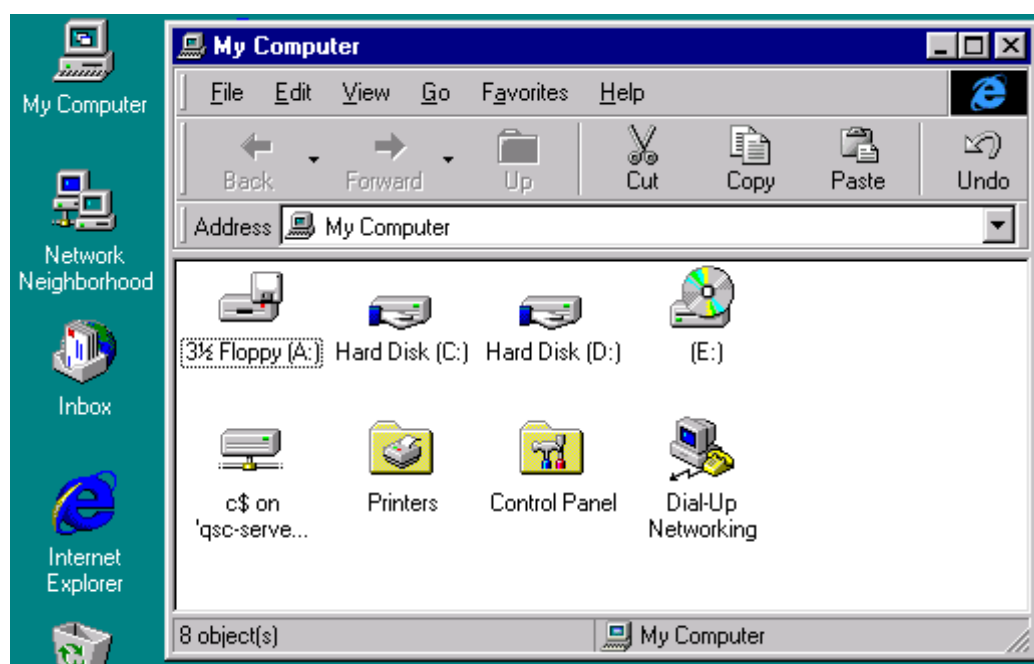 My Computer
Network
Neighborhood
Inbox
Internet
Explorer
My Computer
File Edit View Go Favorites Help
Back Forward Up Cut Copy Paste Undo
Address My Computer
3½ Floppy (A:) Hard Disk (C:) Hard Disk (D:) (E:)
c$ on
'qsc-serve...
Printers
Control Panel
Dial-Up
Networking
8 object(s) My Computer